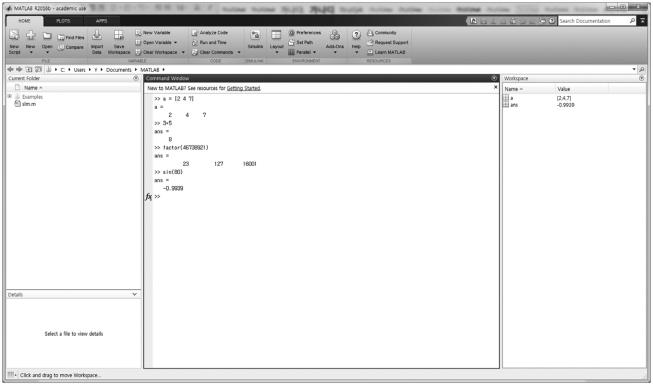 MATLAB R2016b - academic use
HOME PLOTS APPS
Search Documentation
New Script New Open Find Files Compare Import Data Save Workspace New Variable Open Variable Clear Workspace Analyze Code Run and Time Clear Commands Simulink Layout Preferences Set Path Parallel Add-Ons Help Community Request Support Learn MATLAB
FILE VARIABLE CODE SIMULINK ENVIRONMENT RESOURCES
C: Users Y Documents MATLAB
Current Folder
Name
Examples
slm.m
Details
Select a file to view details
Command Window
New to MATLAB? See resources for Getting Started.
>> a = [2 4 7]
a =
2 4 7
>> 3+5
ans =
8
>> factor(46738921)
ans =
23 127 16001
>> sin(80)
ans =
-0.9939
fx >>
Workspace
Name Value
a [2,4,7]
ans -0.9939
Click and drag to move Workspace...